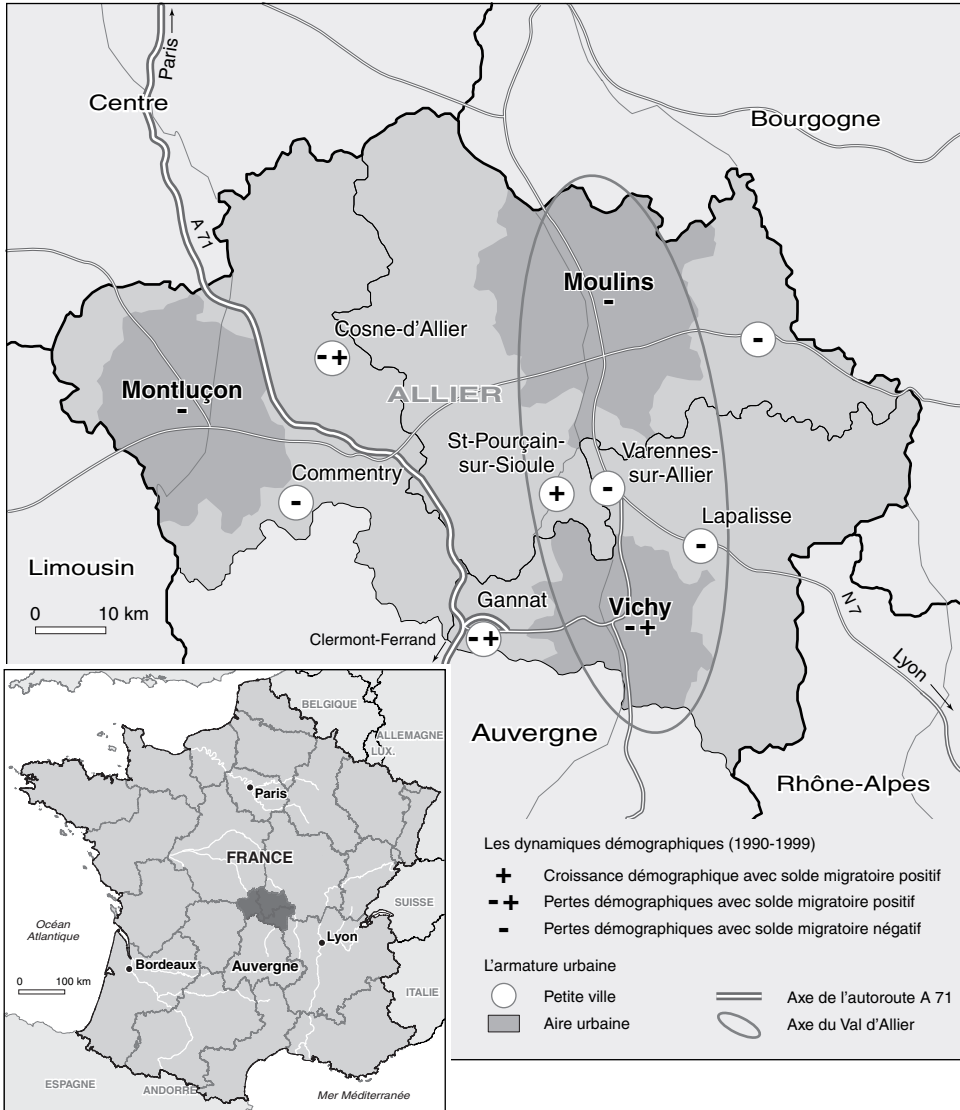 Paris
Centre
Bourgogne
A 71
Moulins
-
Cosne-d'Allier
- +
-
Montluçon
-
ALLIER
St-Pourçain-
sur-Sioule
+
Varennes-
sur-Allier
-
Commentry
-
Lapalisse
-
Limousin
0 10 km
Gannat
- +
Vichy
- +
Clermont-Ferrand
N 7
Lyon
Auvergne
Rhône-Alpes
BELGIQUE
ALLEMAGNE
LUX.
Paris
FRANCE
SUISSE
Océan
Atlantique
Lyon
Bordeaux
Auvergne
0 100 km
ITALIE
ESPAGNE
ANDORRE
Mer Méditerranée
Les dynamiques démographiques (1990-1999)
+ Croissance démographique avec solde migratoire positif
- + Pertes démographiques avec solde migratoire positif
- Pertes démographiques avec solde migratoire négatif
L'armature urbaine
Petite ville
Aire urbaine
Axe de l'autoroute A 71
Axe du Val d'Allier